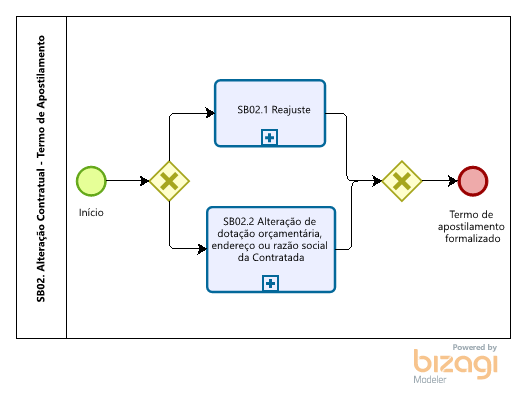 SB02. Alteração Contratual - Termo de Apostilamento
Início
SB02.1 Reajuste
SB02.2 Alteração de
dotação orçamentária,
endereço ou razão social
da Contratada
Termo de
apostilamento
formalizado
Powered by
bizagi
Modeler